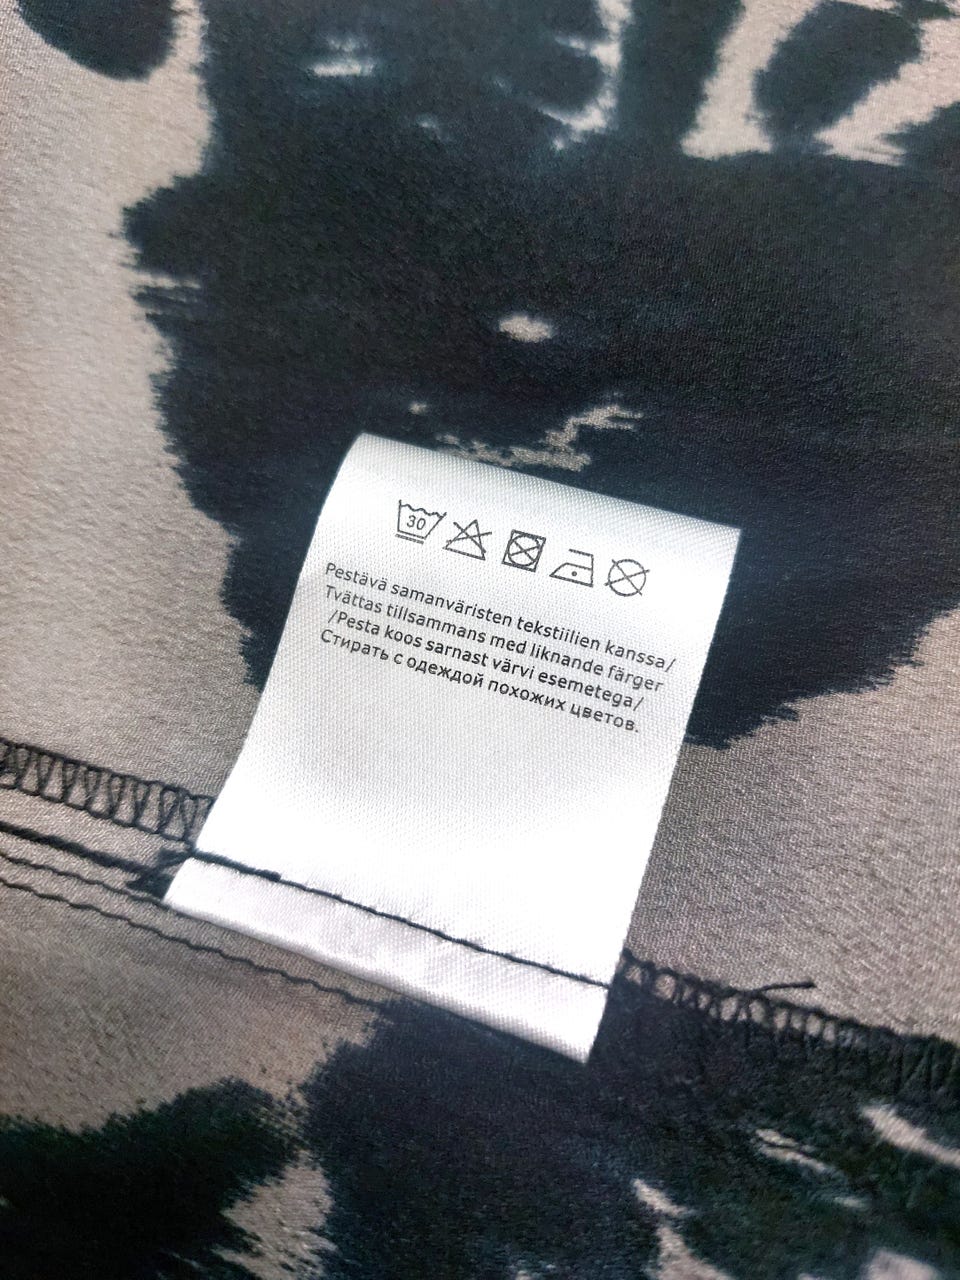 30
Pestävä samanväristen tekstiilien kanssa/
Tvättas tillsammans med liknande färger
/Pesta koos sarnast värvi esemetega/
Стирать с одеждой похожих цветов.